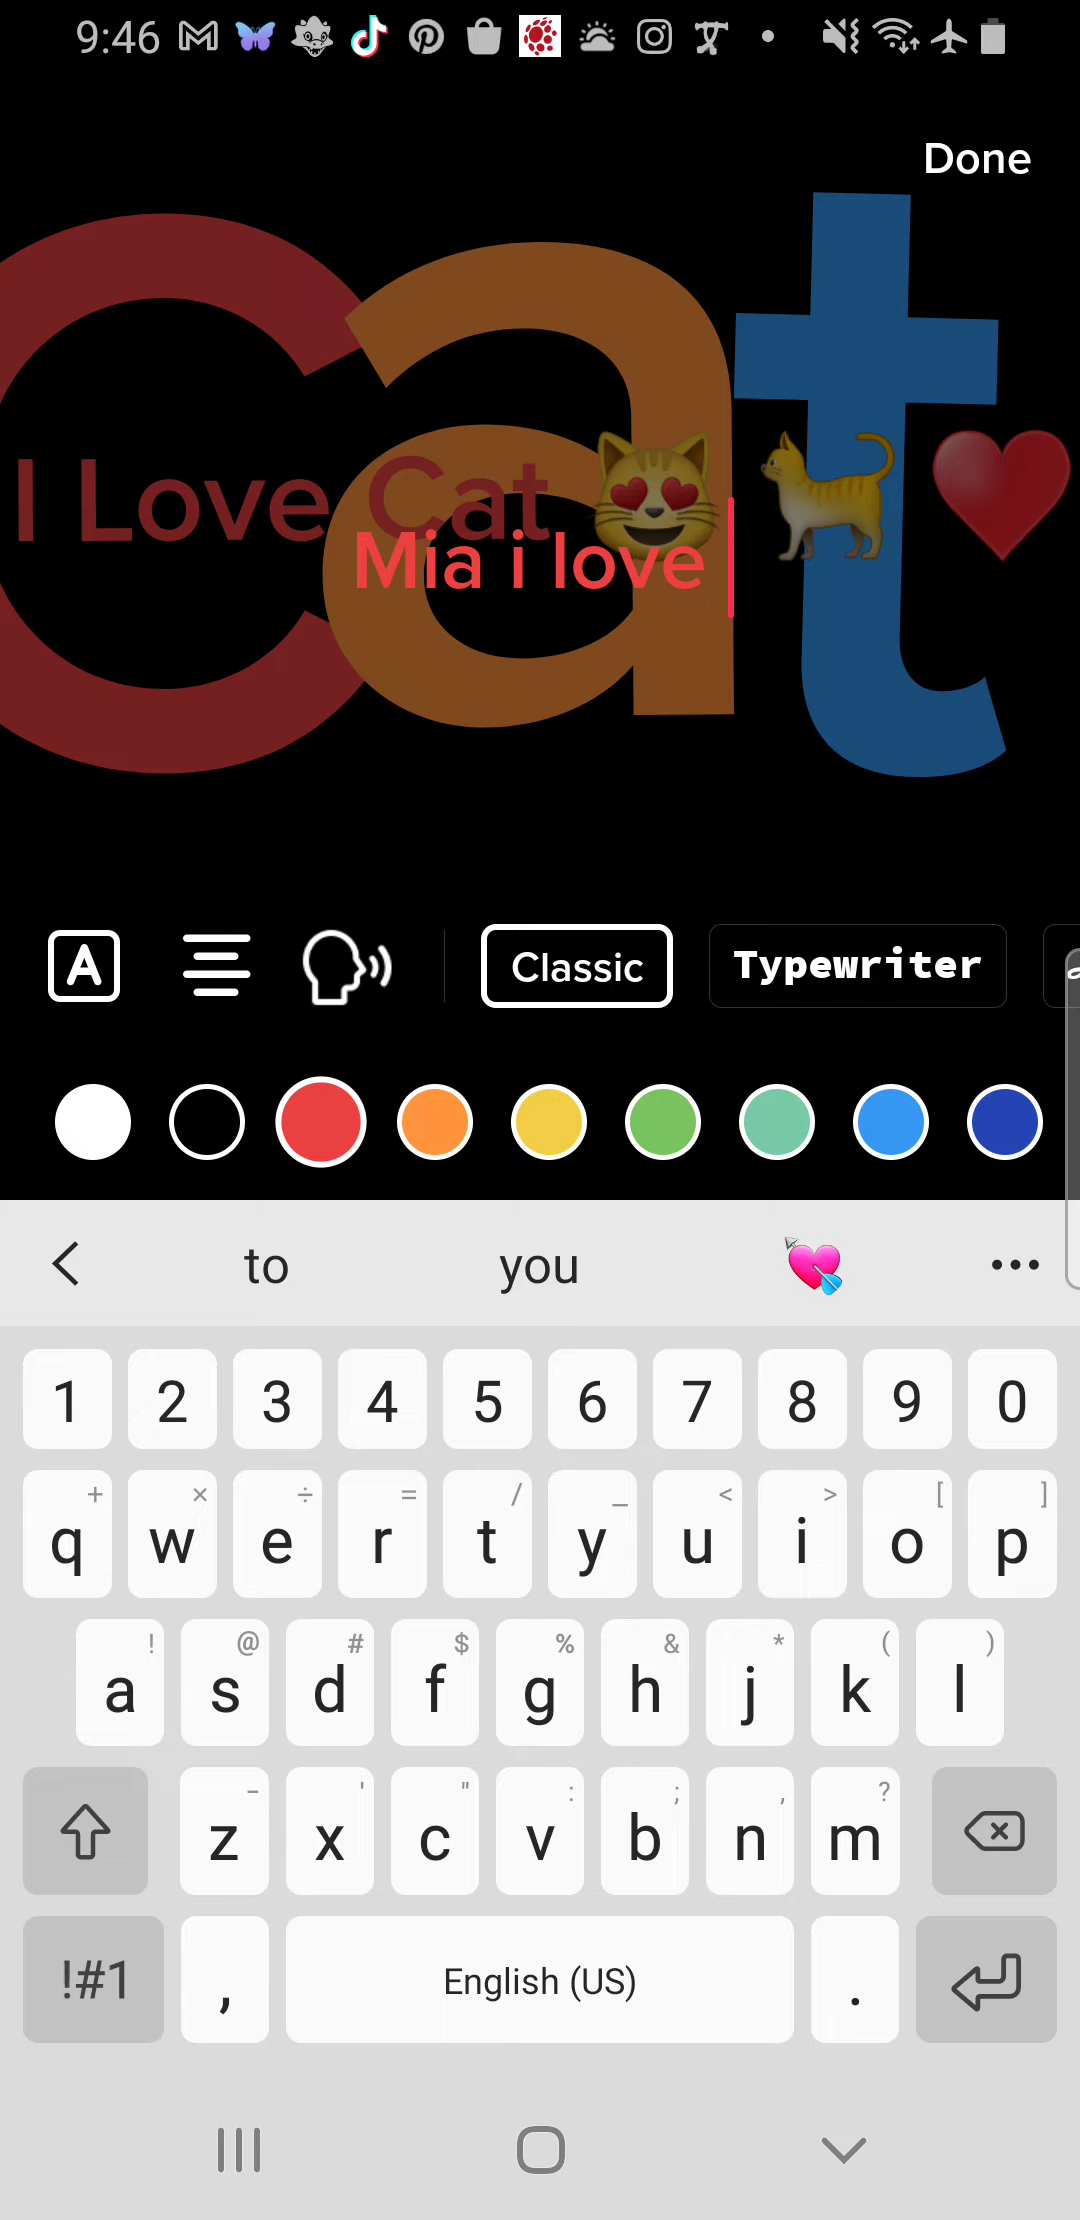 9:46
Done
cat
I Love Cat 😻 🐈 ♥️
Mia i love
A
Classic Typewriter
to you 💘 •••
1 2 3 4 5 6 7 8 9 0
+ × ÷ = / _ < > [ ]
q w e r t y u i o p
! @ # $ % & * ( )
a s d f g h j k l
- ' " : ; , ?
z x c v b n m
!#1 , English (US) .